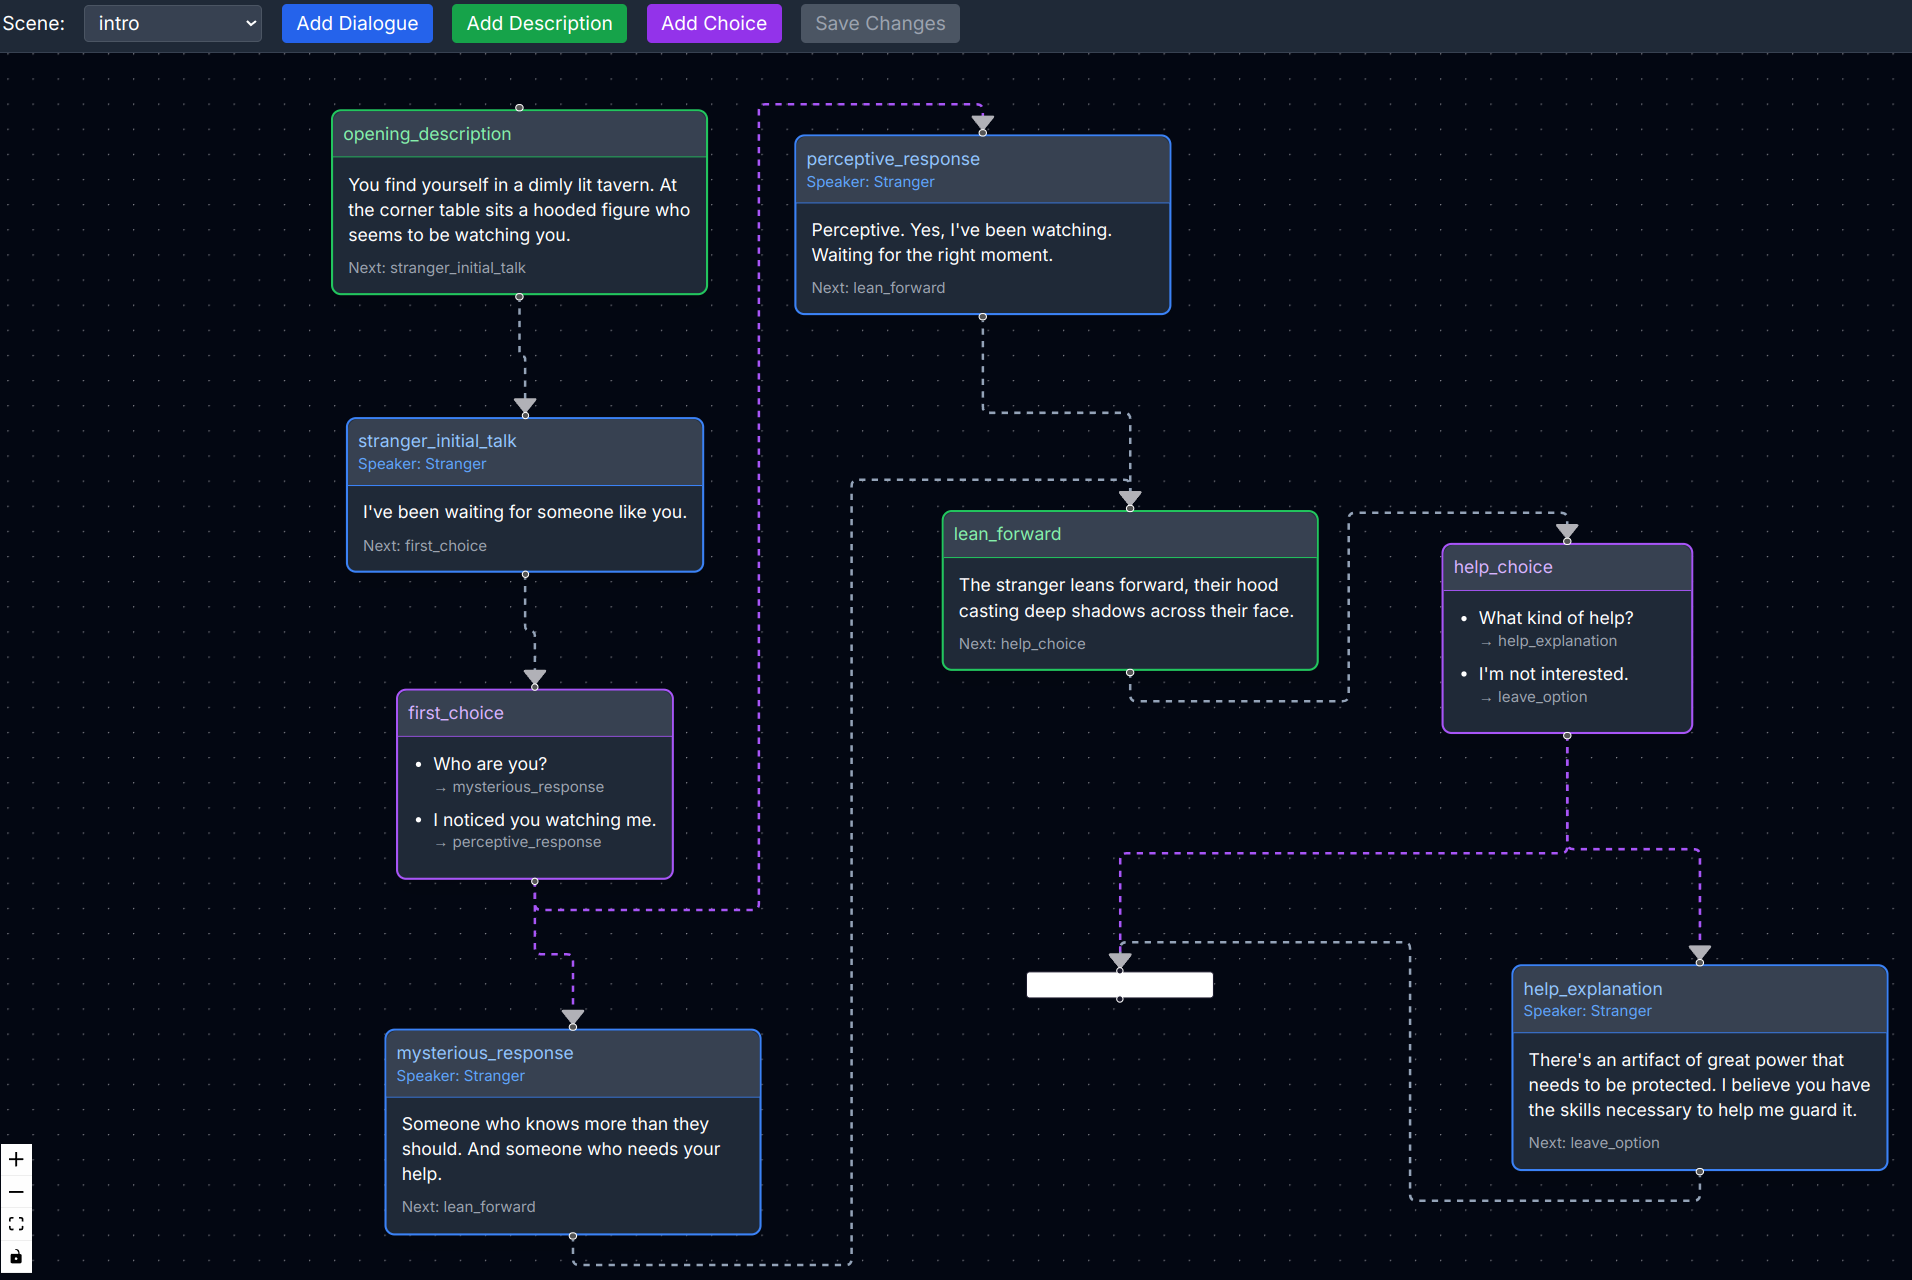 Scene:
intro
Add Dialogue
Add Description
Add Choice
Save Changes
opening_description
You find yourself in a dimly lit tavern. At
the corner table sits a hooded figure who
seems to be watching you.
Next: stranger_initial_talk
stranger_initial_talk
Speaker: Stranger
I've been waiting for someone like you.
Next: first_choice
first_choice
• Who are you?
→ mysterious_response
• I noticed you watching me.
→ perceptive_response
mysterious_response
Speaker: Stranger
Someone who knows more than they
should. And someone who needs your
help.
Next: lean_forward
perceptive_response
Speaker: Stranger
Perceptive. Yes, I've been watching.
Waiting for the right moment.
Next: lean_forward
lean_forward
The stranger leans forward, their hood
casting deep shadows across their face.
Next: help_choice
help_choice
• What kind of help?
→ help_explanation
• I'm not interested.
→ leave_option
help_explanation
Speaker: Stranger
There's an artifact of great power that
needs to be protected. I believe you have
the skills necessary to help me guard it.
Next: leave_option